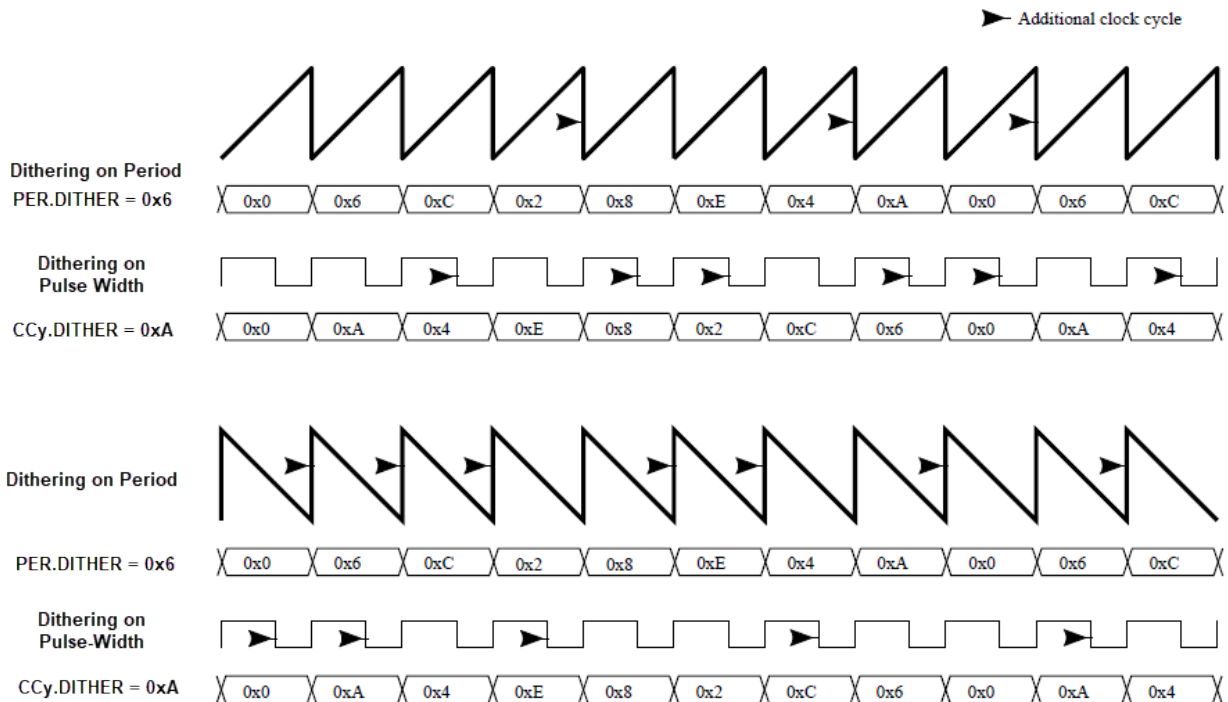 Additional clock cycle
Dithering on Period
PER.DITHER = 0x6
0x0 0x6 0xC 0x2 0x8 0xE 0x4 0xA 0x0 0x6 0xC
Dithering on
Pulse Width
CCy.DITHER = 0xA
0x0 0xA 0x4 0xE 0x8 0x2 0xC 0x6 0x0 0xA 0x4
Dithering on Period
PER.DITHER = 0x6
0x0 0x6 0xC 0x2 0x8 0xE 0x4 0xA 0x0 0x6 0xC
Dithering on
Pulse-Width
CCy.DITHER = 0xA
0x0 0xA 0x4 0xE 0x8 0x2 0xC 0x6 0x0 0xA 0x4